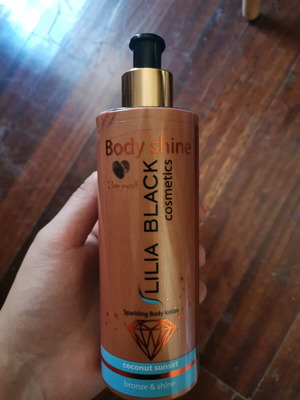 Body shine
LILIA BLACK
cosmetics
Sparkling Body lotion
coconut sunset
bronze & shine